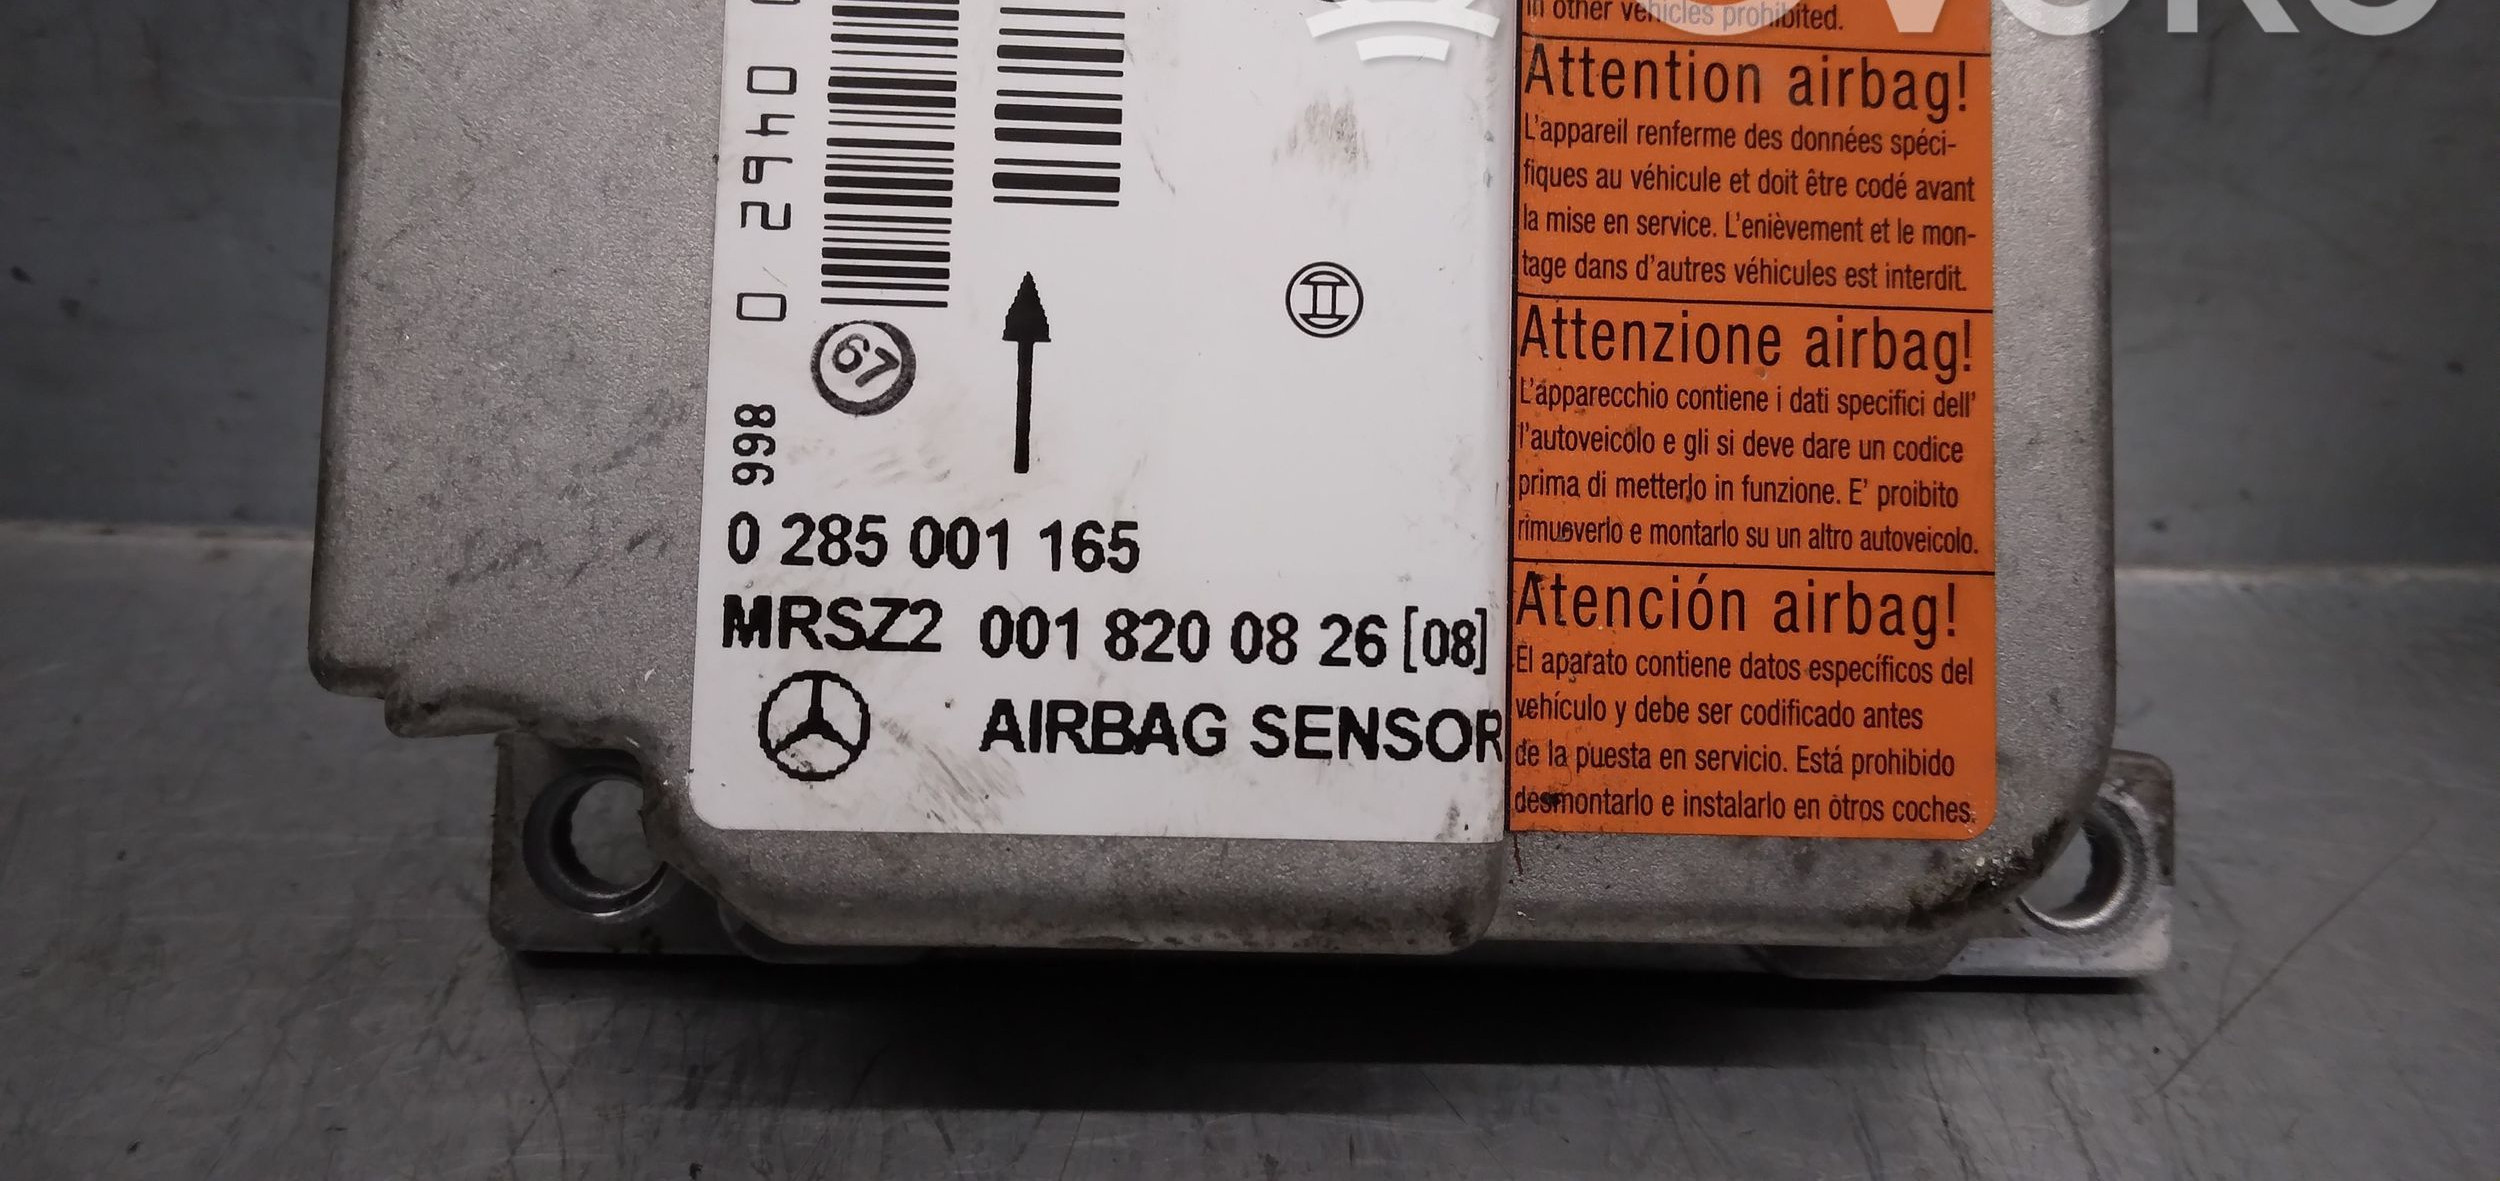 0462 0
67
866
0 285 001 165
MRSZ2 001 820 08 26 [08]
AIRBAG SENSOR
in other vehicles prohibited.
Attention airbag!
L'appareil renferme des données spéci-
fiques au véhicule et doit être codé avant
la mise en service. L'enièvement et le mon-
tage dans d'autres véhicules est interdit.
Attenzione airbag!
L'apparecchio contiene i dati specifici dell'
l'autoveicolo e gli si deve dare un codice
prima di metterlo in funzione. E' proibito
rimuoverlo e montarlo su un altro autoveicolo.
Atención airbag!
El aparato contiene datos específicos del
vehículo y debe ser codificado antes
de la puesta en servicio. Está prohibido
desmontarlo e instalarlo en otros coches.